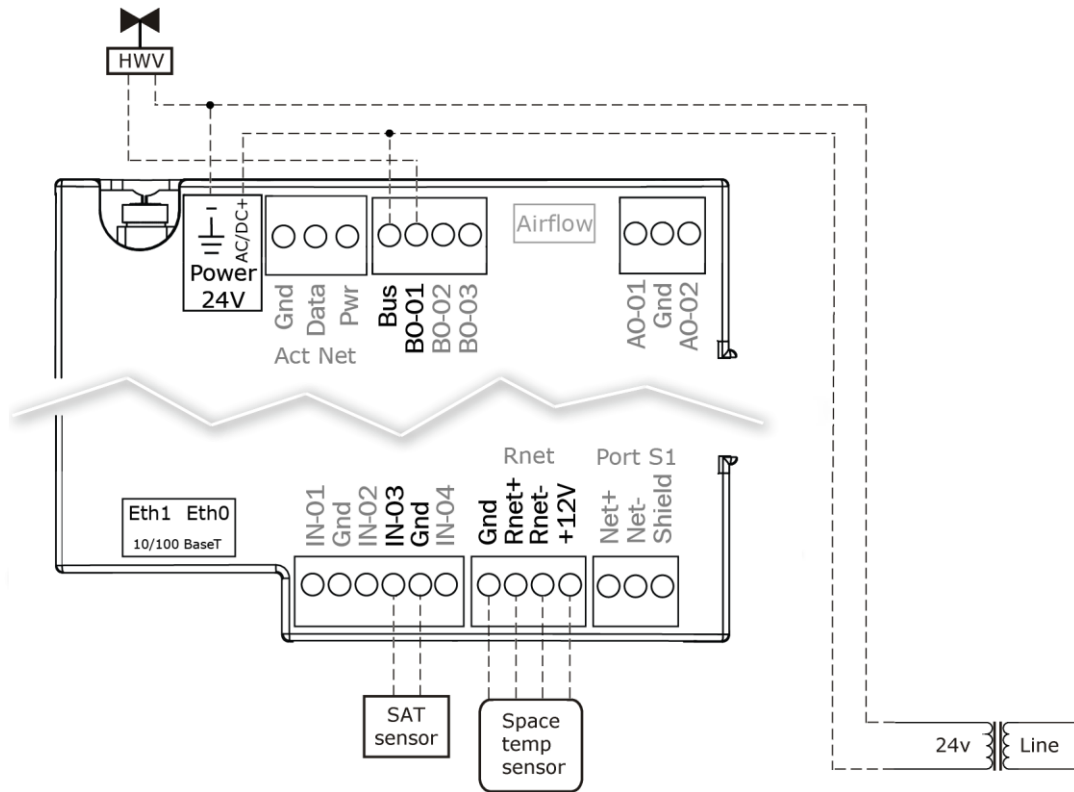 HWV
Power
24V
AC/DC+
Gnd
Data
Pwr
Act Net
Bus
BO-01
BO-02
BO-03
Airflow
AO-01
Gnd
AO-02
Eth1 Eth0
10/100 BaseT
IN-01
Gnd
IN-02
IN-03
Gnd
IN-04
Rnet
Gnd
Rnet+
Rnet-
+12V
Port S1
Net+
Net-
Shield
SAT
sensor
Space
temp
sensor
24v
Line